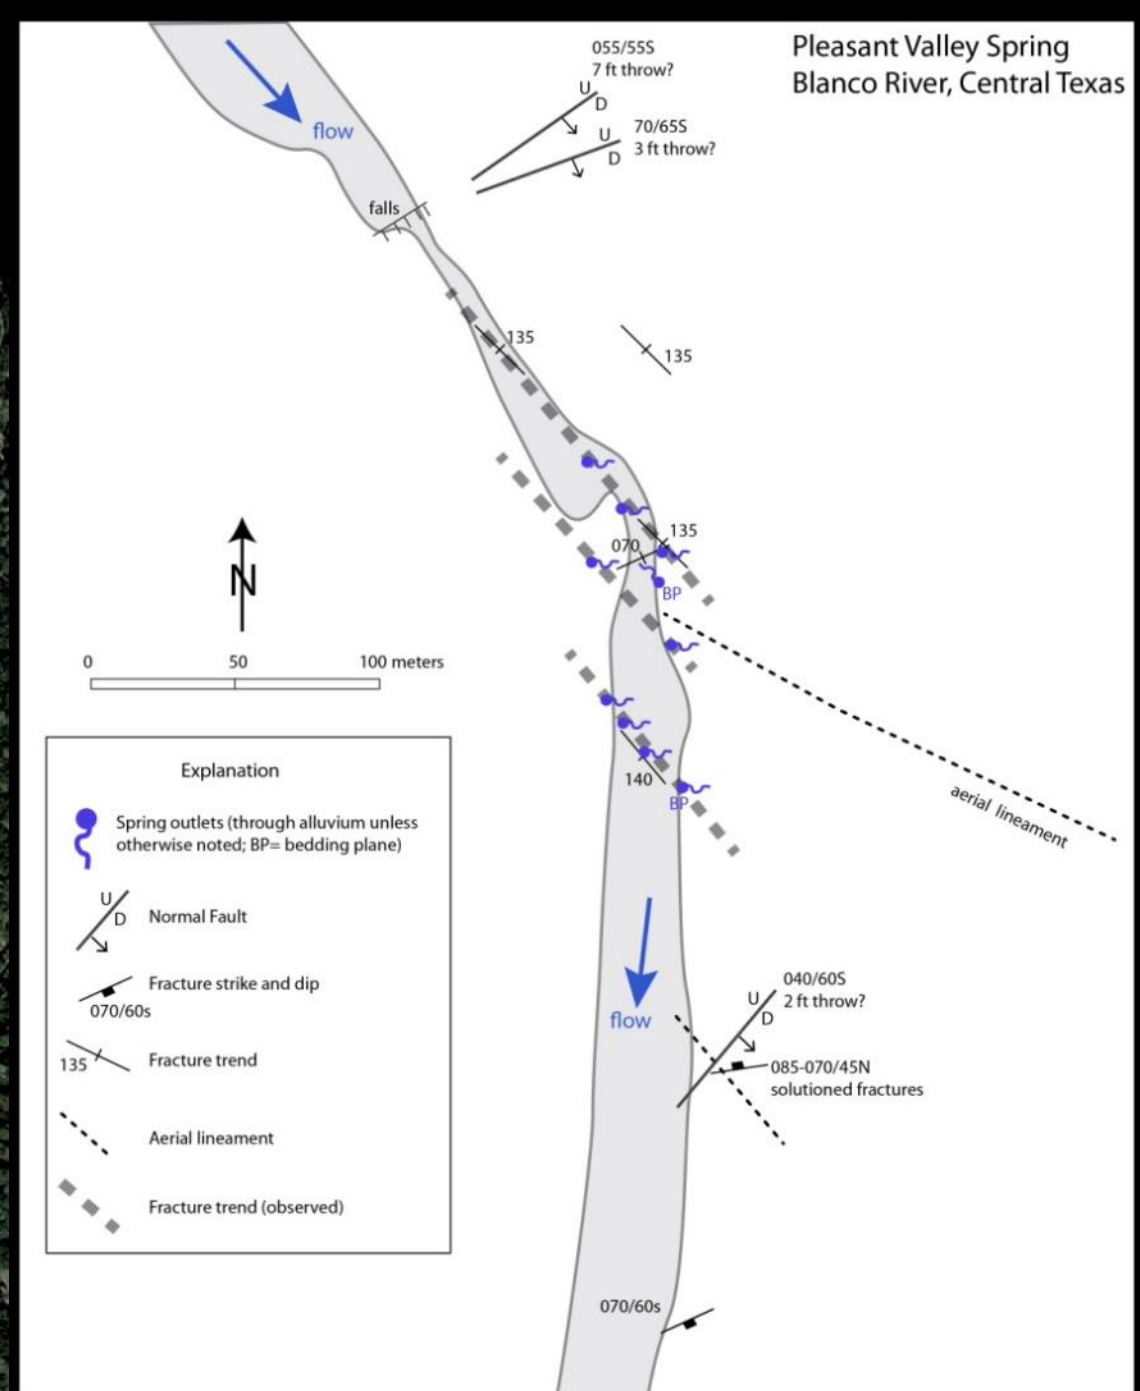 Pleasant Valley Spring
Blanco River, Central Texas
055/55S
7 ft throw?
U
D
70/65S
3 ft throw?
U
D
flow
falls
135
135
135
070
BP
N
0 50 100 meters
140
BP
aerial lineament
Explanation
Spring outlets (through alluvium unless
otherwise noted; BP= bedding plane)
U
D
Normal Fault
Fracture strike and dip
070/60s
135
Fracture trend
Aerial lineament
Fracture trend (observed)
flow
040/60S
2 ft throw?
U
D
085-070/45N
solutioned fractures
070/60s